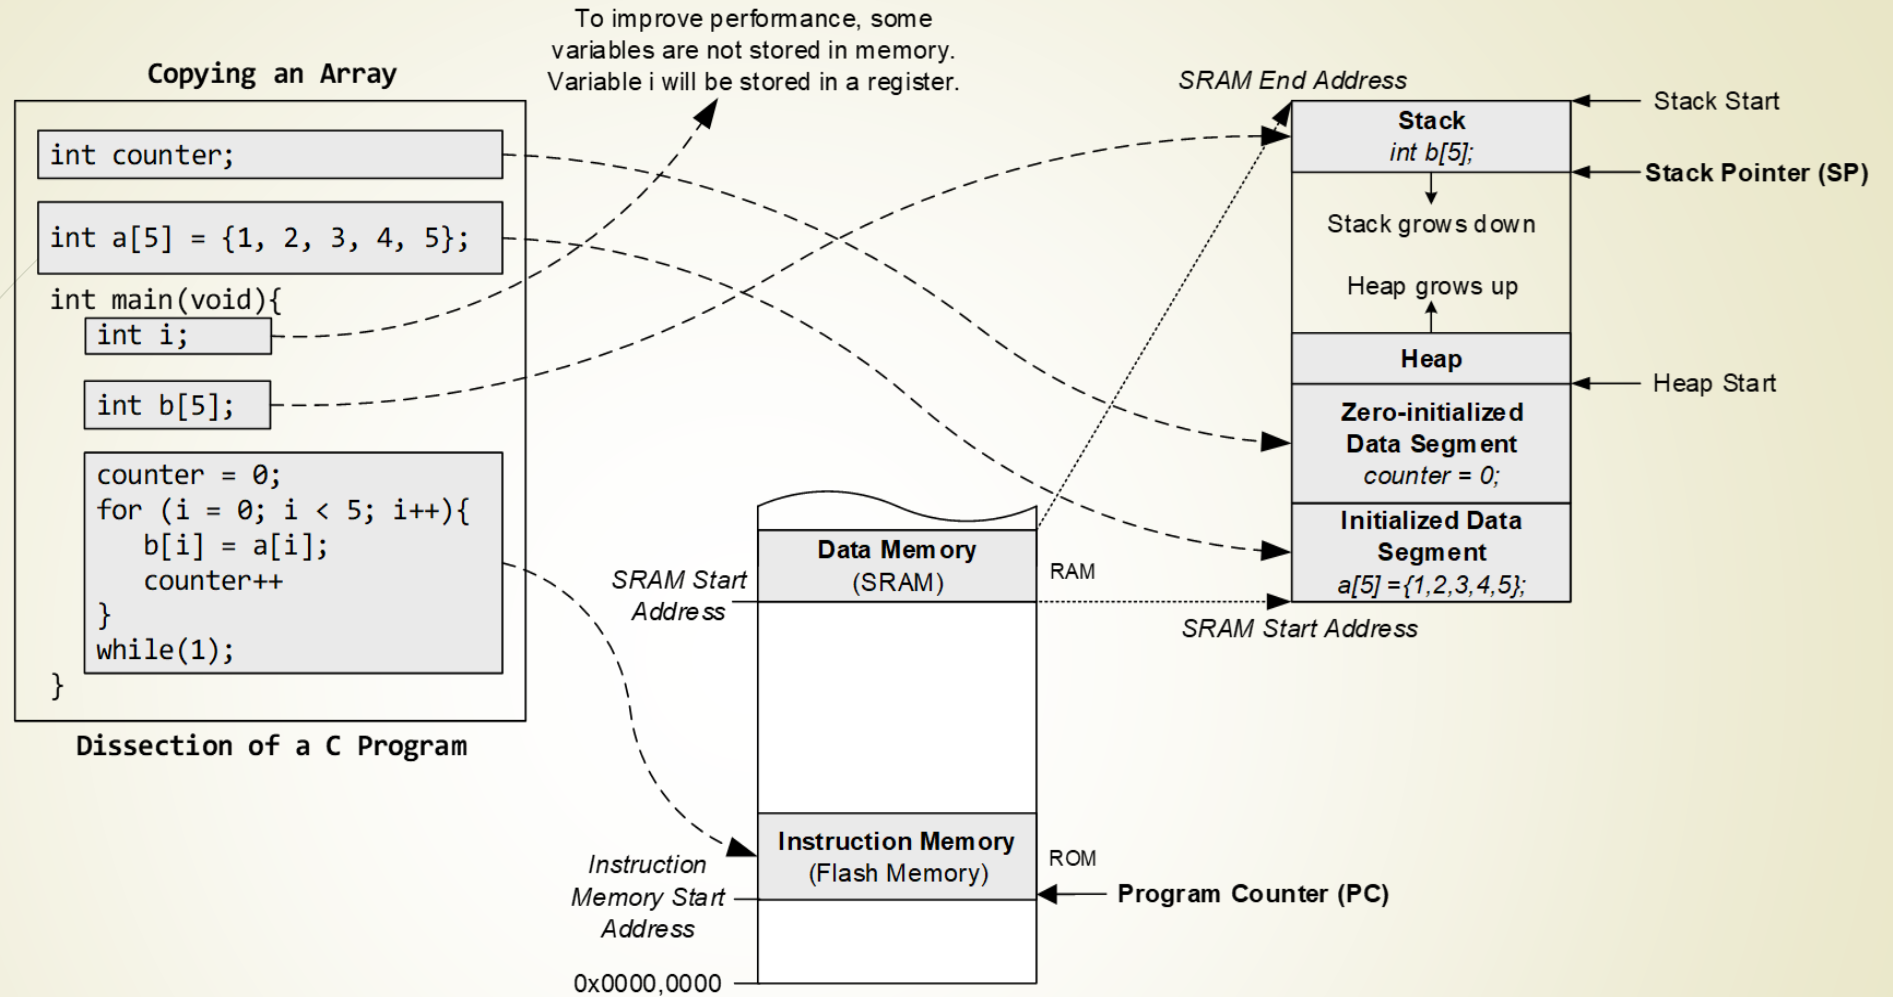 To improve performance, some
variables are not stored in memory.
Variable i will be stored in a register.
Copying an Array
int counter;
int a[5] = {1, 2, 3, 4, 5};
int main(void){
int i;
int b[5];
counter = 0;
for (i = 0; i < 5; i++){
b[i] = a[i];
counter++
}
while(1);
}
Dissection of a C Program
SRAM End Address
Stack
int b[5];
Stack Start
Stack Pointer (SP)
Stack grows down
Heap grows up
Heap
Heap Start
Zero-initialized
Data Segment
counter = 0;
Initialized Data
Segment
a[5] ={1,2,3,4,5};
SRAM Start Address
Data Memory
(SRAM)
RAM
SRAM Start
Address
Instruction Memory
(Flash Memory)
ROM
Program Counter (PC)
Instruction
Memory Start
Address
0x0000,0000